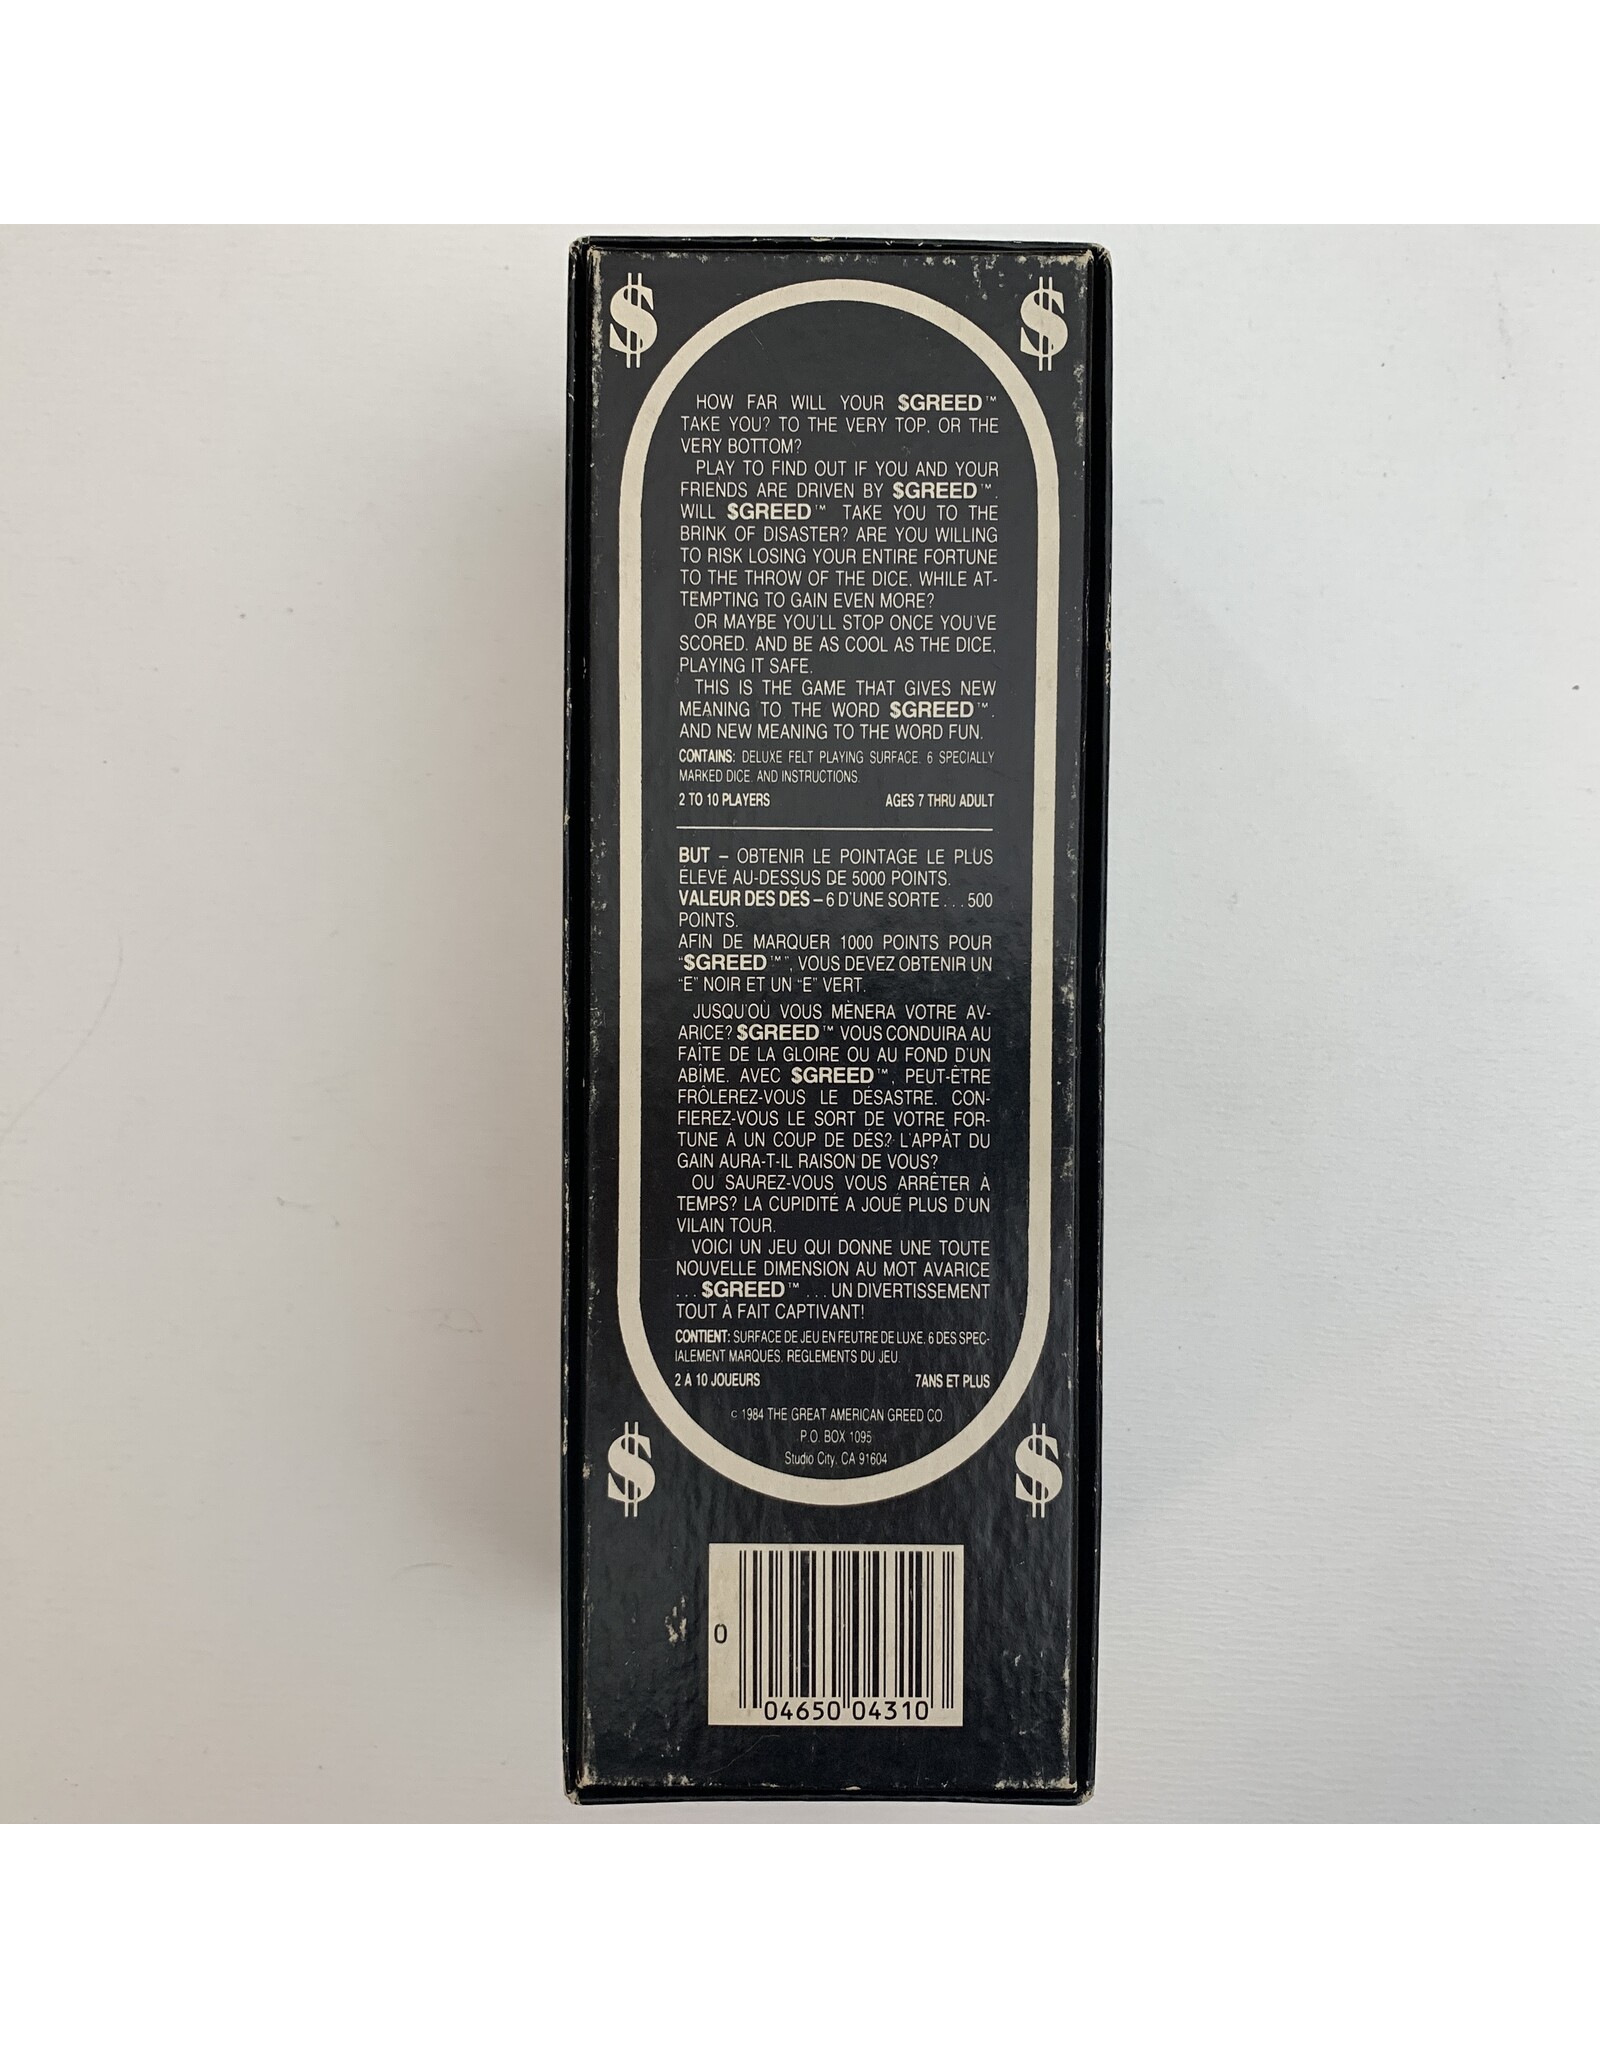 $ $
HOW FAR WILL YOUR $GREED™
TAKE YOU? TO THE VERY TOP. OR THE
VERY BOTTOM?
PLAY TO FIND OUT IF YOU AND YOUR
FRIENDS ARE DRIVEN BY $GREED™.
WILL $GREED™ TAKE YOU TO THE
BRINK OF DISASTER? ARE YOU WILLING
TO RISK LOSING YOUR ENTIRE FORTUNE
TO THE THROW OF THE DICE, WHILE AT-
TEMPTING TO GAIN EVEN MORE?
OR MAYBE YOU'LL STOP ONCE YOU'VE
SCORED. AND BE AS COOL AS THE DICE,
PLAYING IT SAFE.
THIS IS THE GAME THAT GIVES NEW
MEANING TO THE WORD $GREED™.
AND NEW MEANING TO THE WORD FUN.
CONTAINS: DELUXE FELT PLAYING SURFACE, 6 SPECIALLY
MARKED DICE, AND INSTRUCTIONS.
2 TO 10 PLAYERS AGES 7 THRU ADULT
BUT – OBTENIR LE POINTAGE LE PLUS
ÉLEVÉ AU-DESSUS DE 5000 POINTS.
VALEUR DES DÉS – 6 D'UNE SORTE ... 500
POINTS.
AFIN DE MARQUER 1000 POINTS POUR
"$GREED™", VOUS DEVEZ OBTENIR UN
"E" NOIR ET UN "E" VERT.
JUSQU'OÙ VOUS MÈNERA VOTRE AV-
ARICE? $GREED™ VOUS CONDUIRA AU
FAÎTE DE LA GLOIRE OU AU FOND D'UN
ABÎME. AVEC $GREED™, PEUT-ÊTRE
FRÔLEREZ-VOUS LE DÉSASTRE. CON-
FIEREZ-VOUS LE SORT DE VOTRE FOR-
TUNE À UN COUP DE DÉS? L'APPÂT DU
GAIN AURA-T-IL RAISON DE VOUS?
OU SAUREZ-VOUS VOUS ARRÊTER À
TEMPS? LA CUPIDITÉ A JOUÉ PLUS D'UN
VILAIN TOUR.
VOICI UN JEU QUI DONNE UNE TOUTE
NOUVELLE DIMENSION AU MOT AVARICE
... $GREED™ ... UN DIVERTISSEMENT
TOUT À FAIT CAPTIVANT!
CONTIENT: SURFACE DE JEU EN FEUTRE DE LUXE. 6 DES SPEC-
IALEMENT MARQUES. REGLEMENTS DU JEU.
2 A 10 JOUEURS 7ANS ET PLUS
© 1984 THE GREAT AMERICAN GREED CO.
P.O. BOX 1095
Studio City, CA 91604
$ $
0 04650 04310